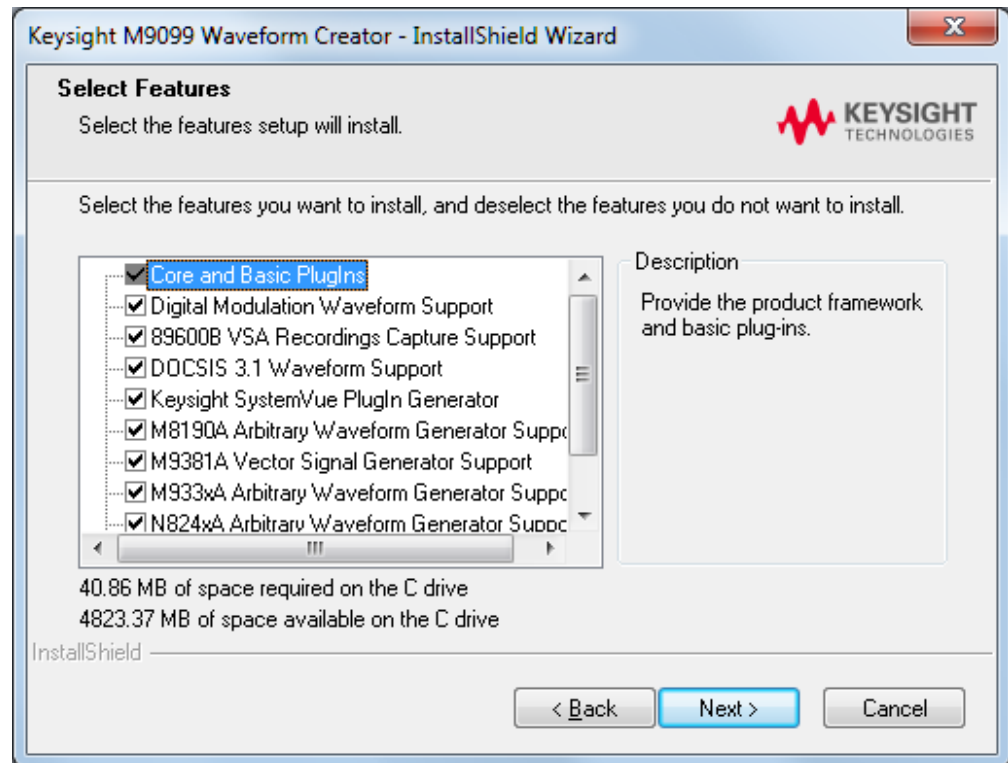 Keysight M9099 Waveform Creator - InstallShield Wizard
Select Features
Select the features setup will install.
KEYSIGHT
TECHNOLOGIES
Select the features you want to install, and deselect the features you do not want to install.
Core and Basic PlugIns
Digital Modulation Waveform Support
89600B VSA Recordings Capture Support
DOCSIS 3.1 Waveform Support
Keysight SystemVue PlugIn Generator
M8190A Arbitrary Waveform Generator Suppo
M9381A Vector Signal Generator Support
M933xA Arbitrary Waveform Generator Suppo
N824xA Arbitrary Waveform Generator Suppo
Description
Provide the product framework
and basic plug-ins.
40.86 MB of space required on the C drive
4823.37 MB of space available on the C drive
InstallShield
< Back
Next >
Cancel